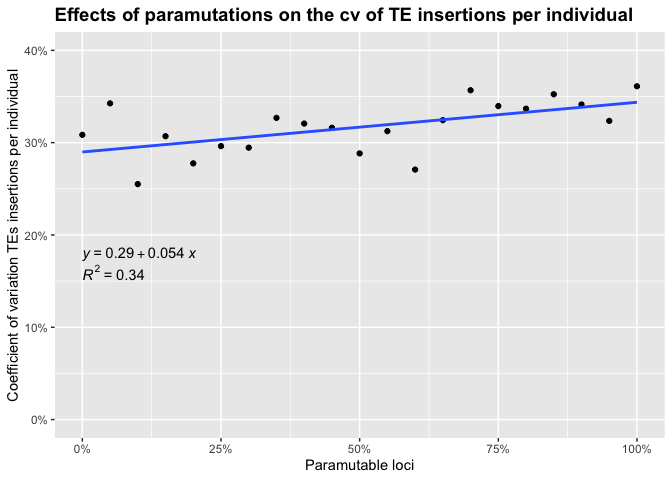 Effects of paramutations on the cv of TE insertions per individual
Coefficient of variation TEs insertions per individual
40%
30%
20%
10%
0%
y = 0.29 + 0.054 x
R² = 0.34
0% 25% 50% 75% 100%
Paramutable loci